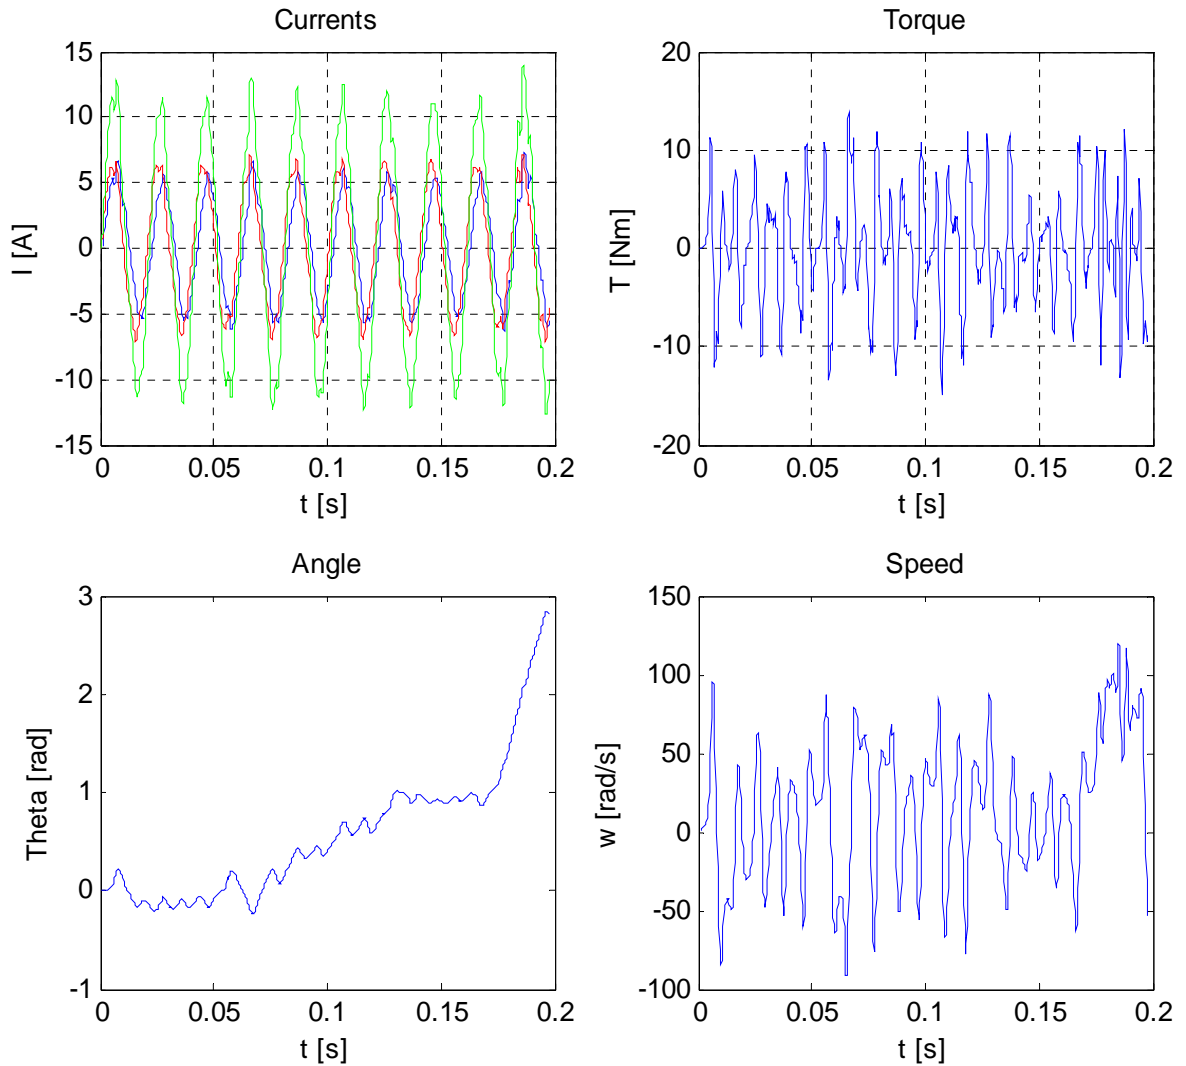 Currents
15
10
5
0
-5
-10
-15
I [A]
0 0.05 0.1 0.15 0.2
t [s]
Torque
20
10
0
-10
-20
T [Nm]
0 0.05 0.1 0.15 0.2
t [s]
Angle
3
2
1
0
-1
Theta [rad]
0 0.05 0.1 0.15 0.2
t [s]
Speed
150
100
50
0
-50
-100
w [rad/s]
0 0.05 0.1 0.15 0.2
t [s]